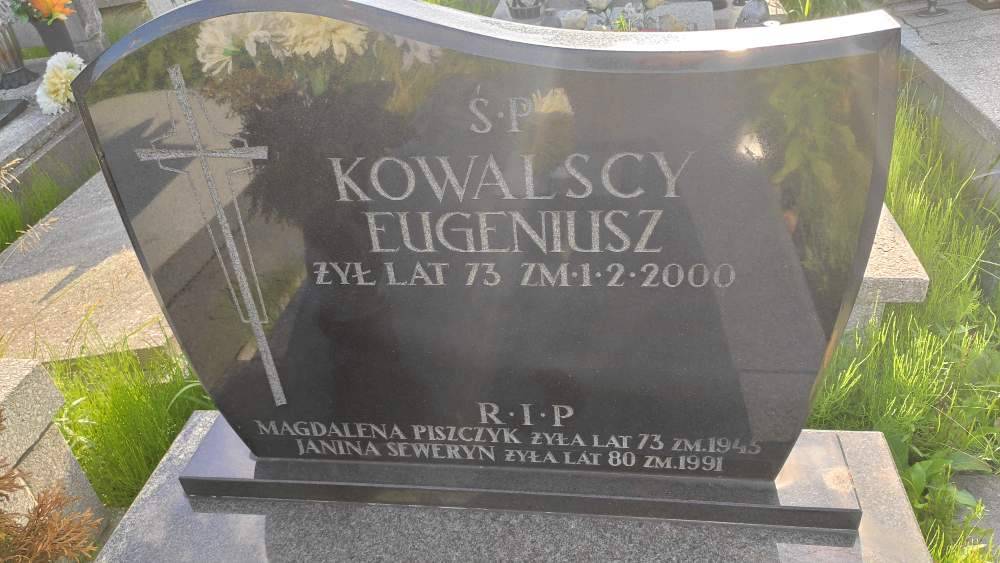 Ś·P
KOWALSCY
EUGENIUSZ
ŻYŁ LAT 73 ZM·1·2·2000
R·I·P
MAGDALENA PISZCZYK ŻYŁA LAT 73 ZM.1945
JANINA SEWERYN ŻYŁA LAT 80 ZM.1991